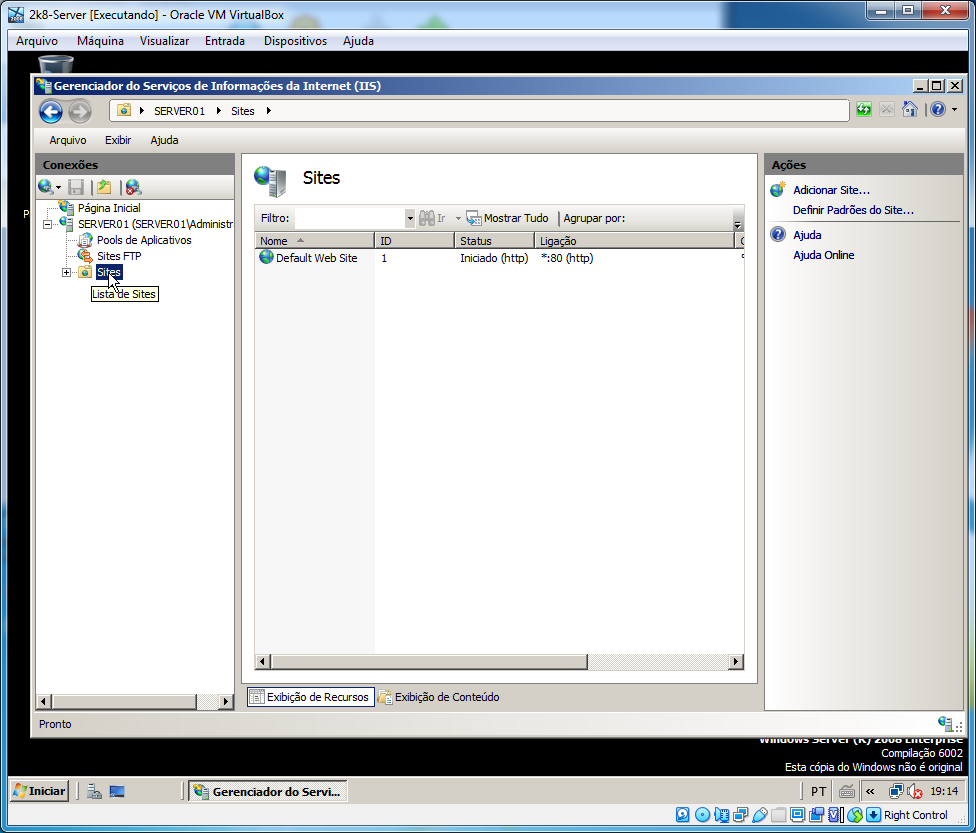 2k8-Server [Executando] - Oracle VM VirtualBox
Arquivo Máquina Visualizar Entrada Dispositivos Ajuda
Gerenciador do Serviços de Informações da Internet (IIS)
SERVER01 Sites
Arquivo Exibir Ajuda
Conexões
Página Inicial
SERVER01 (SERVER01\Administr
Pools de Aplicativos
Sites FTP
Sites
Lista de Sites
P
Sites
Filtro: Ir Mostrar Tudo Agrupar por:
Nome ID Status Ligação
Default Web Site 1 Iniciado (http) *:80 (http)
Exibição de Recursos Exibição de Conteúdo
Ações
Adicionar Site...
Definir Padrões do Site...
Ajuda
Ajuda Online
Pronto
Windows Server (R) 2008 Enterprise
Compilação 6002
Esta cópia do Windows não é original
Iniciar Gerenciador do Servi... PT « 19:14
Right Control